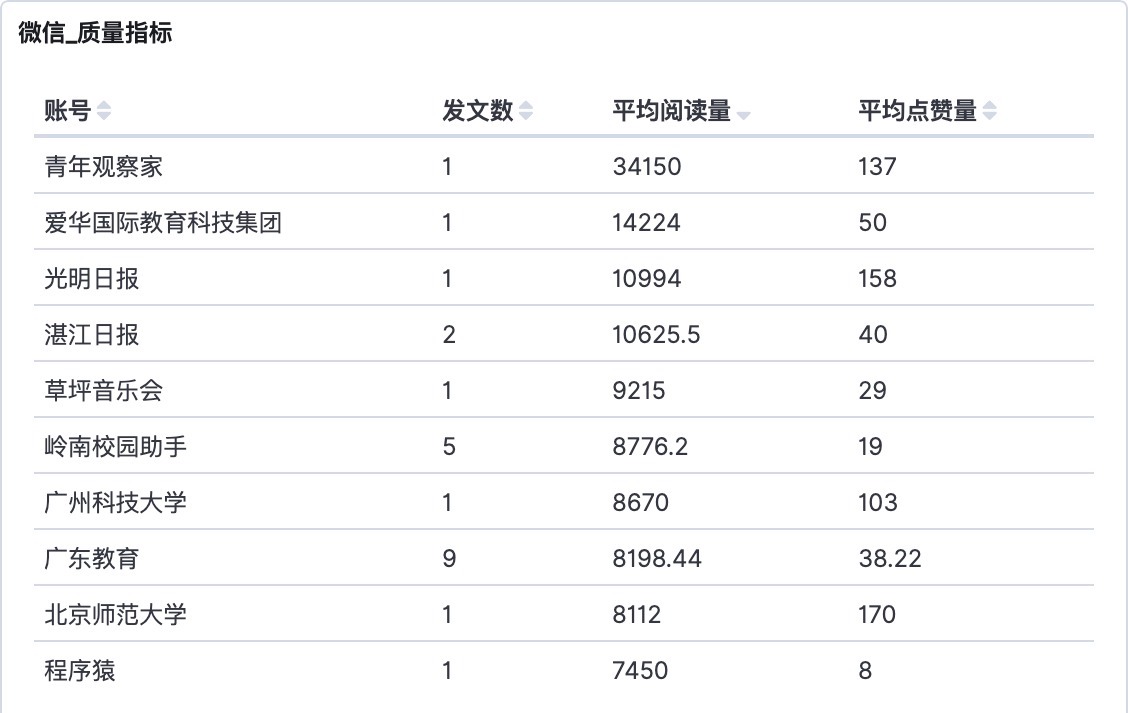 微信_质量指标
账号 发文数 平均阅读量 平均点赞量
青年观察家 1 34150 137
爱华国际教育科技集团 1 14224 50
光明日报 1 10994 158
湛江日报 2 10625.5 40
草坪音乐会 1 9215 29
岭南校园助手 5 8776.2 19
广州科技大学 1 8670 103
广东教育 9 8198.44 38.22
北京师范大学 1 8112 170
程序猿 1 7450 8